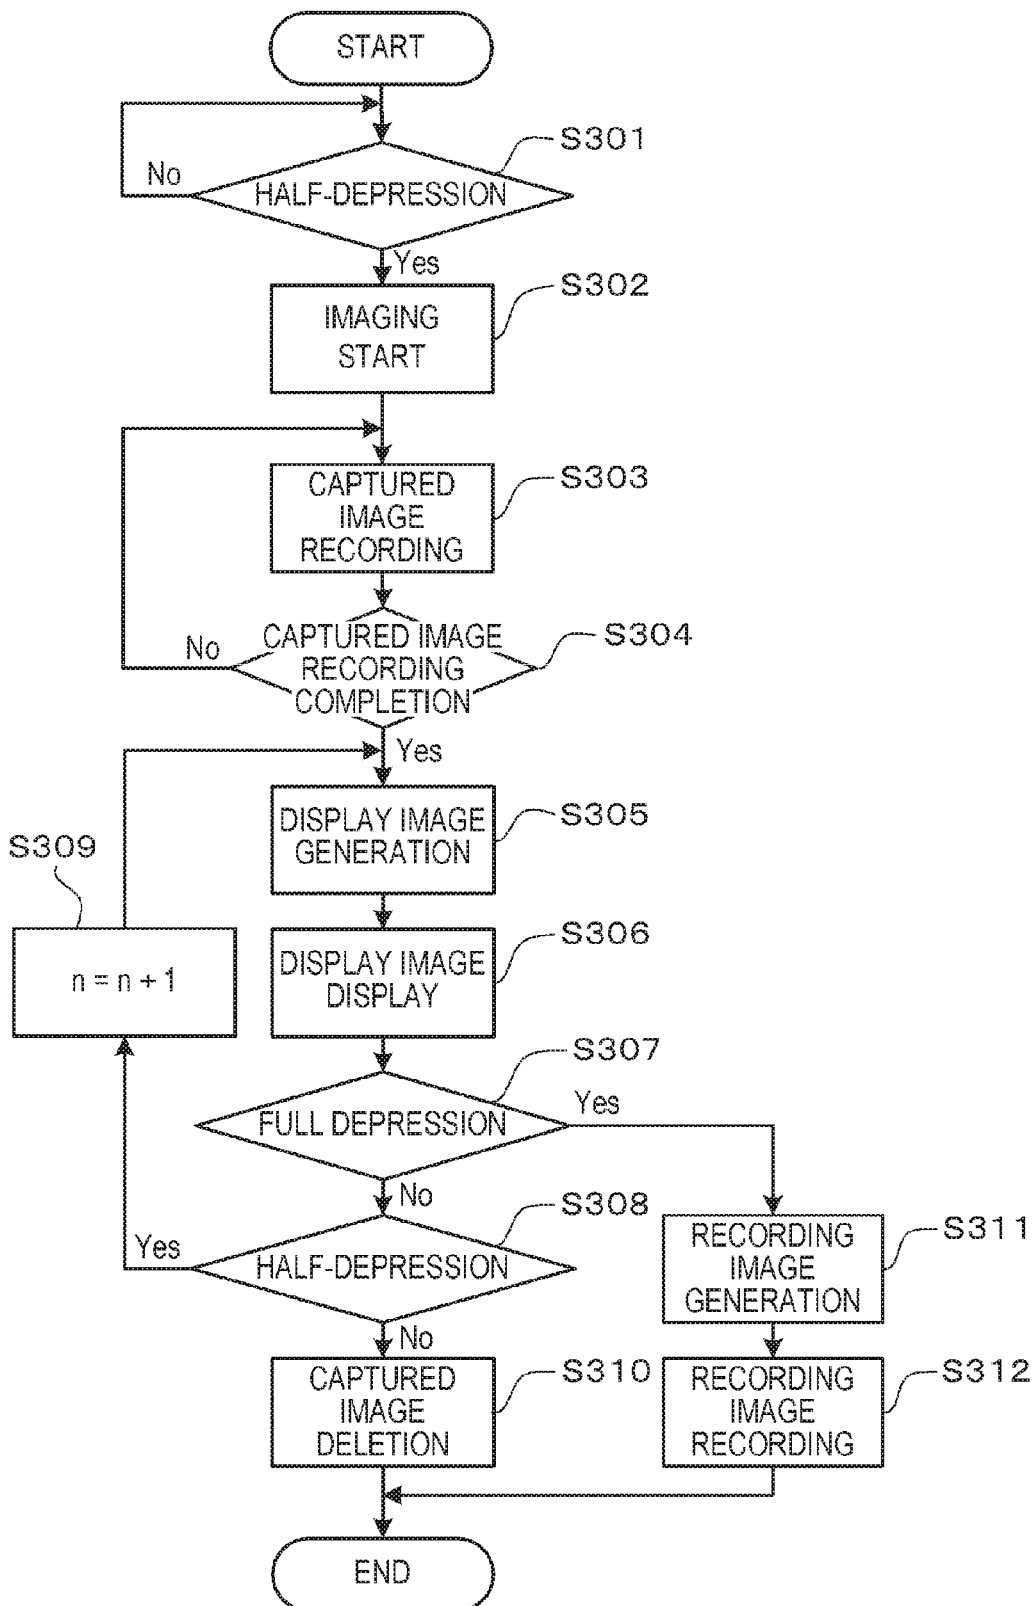 START
S301
No
HALF-DEPRESSION
Yes
S302
IMAGING
START
S303
CAPTURED
IMAGE
RECORDING
S304
No
CAPTURED IMAGE
RECORDING
COMPLETION
Yes
S305
DISPLAY IMAGE
GENERATION
S309
n = n + 1
S306
DISPLAY IMAGE
DISPLAY
S307
FULL DEPRESSION
Yes
No
S308
Yes
HALF-DEPRESSION
S311
RECORDING
IMAGE
GENERATION
No
S310
CAPTURED
IMAGE
DELETION
S312
RECORDING
IMAGE
RECORDING
END